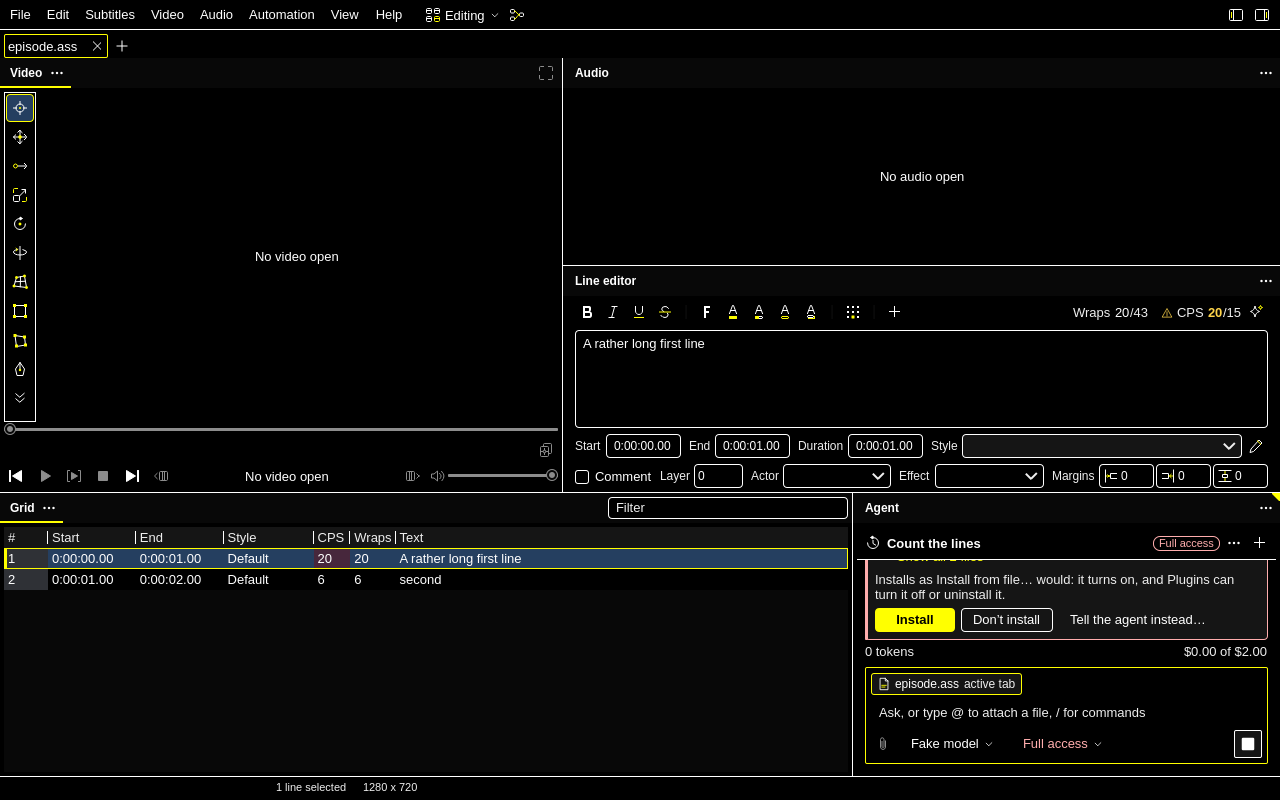 File Edit Subtitles Video Audio Automation View Help Editing
episode.ass
Video
Audio
No video open
No audio open
Line editor
Wraps 20/43 CPS 20/15
A rather long first line
Start 0:00:00.00 End 0:00:01.00 Duration 0:00:01.00 Style
Comment Layer 0 Actor Effect Margins 0 0 0
No video open
Grid
Filter
# Start End Style CPS Wraps Text
1 0:00:00.00 0:00:01.00 Default 20 20 A rather long first line
2 0:00:01.00 0:00:02.00 Default 6 6 second
Agent
Count the lines Full access
Installs as Install from file… would: it turns on, and Plugins can
turn it off or uninstall it.
Install Don't install Tell the agent instead…
0 tokens $0.00 of $2.00
episode.ass active tab
Ask, or type @ to attach a file, / for commands
Fake model Full access
1 line selected 1280 x 720